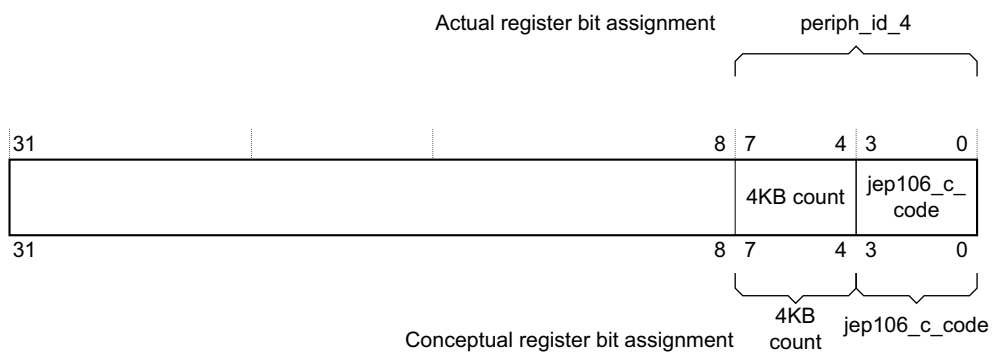 Actual register bit assignment periph_id_4
31 8 7 4 3 0
4KB count jep106_c_
code
31 8 7 4 3 0
4KB
count jep106_c_code
Conceptual register bit assignment